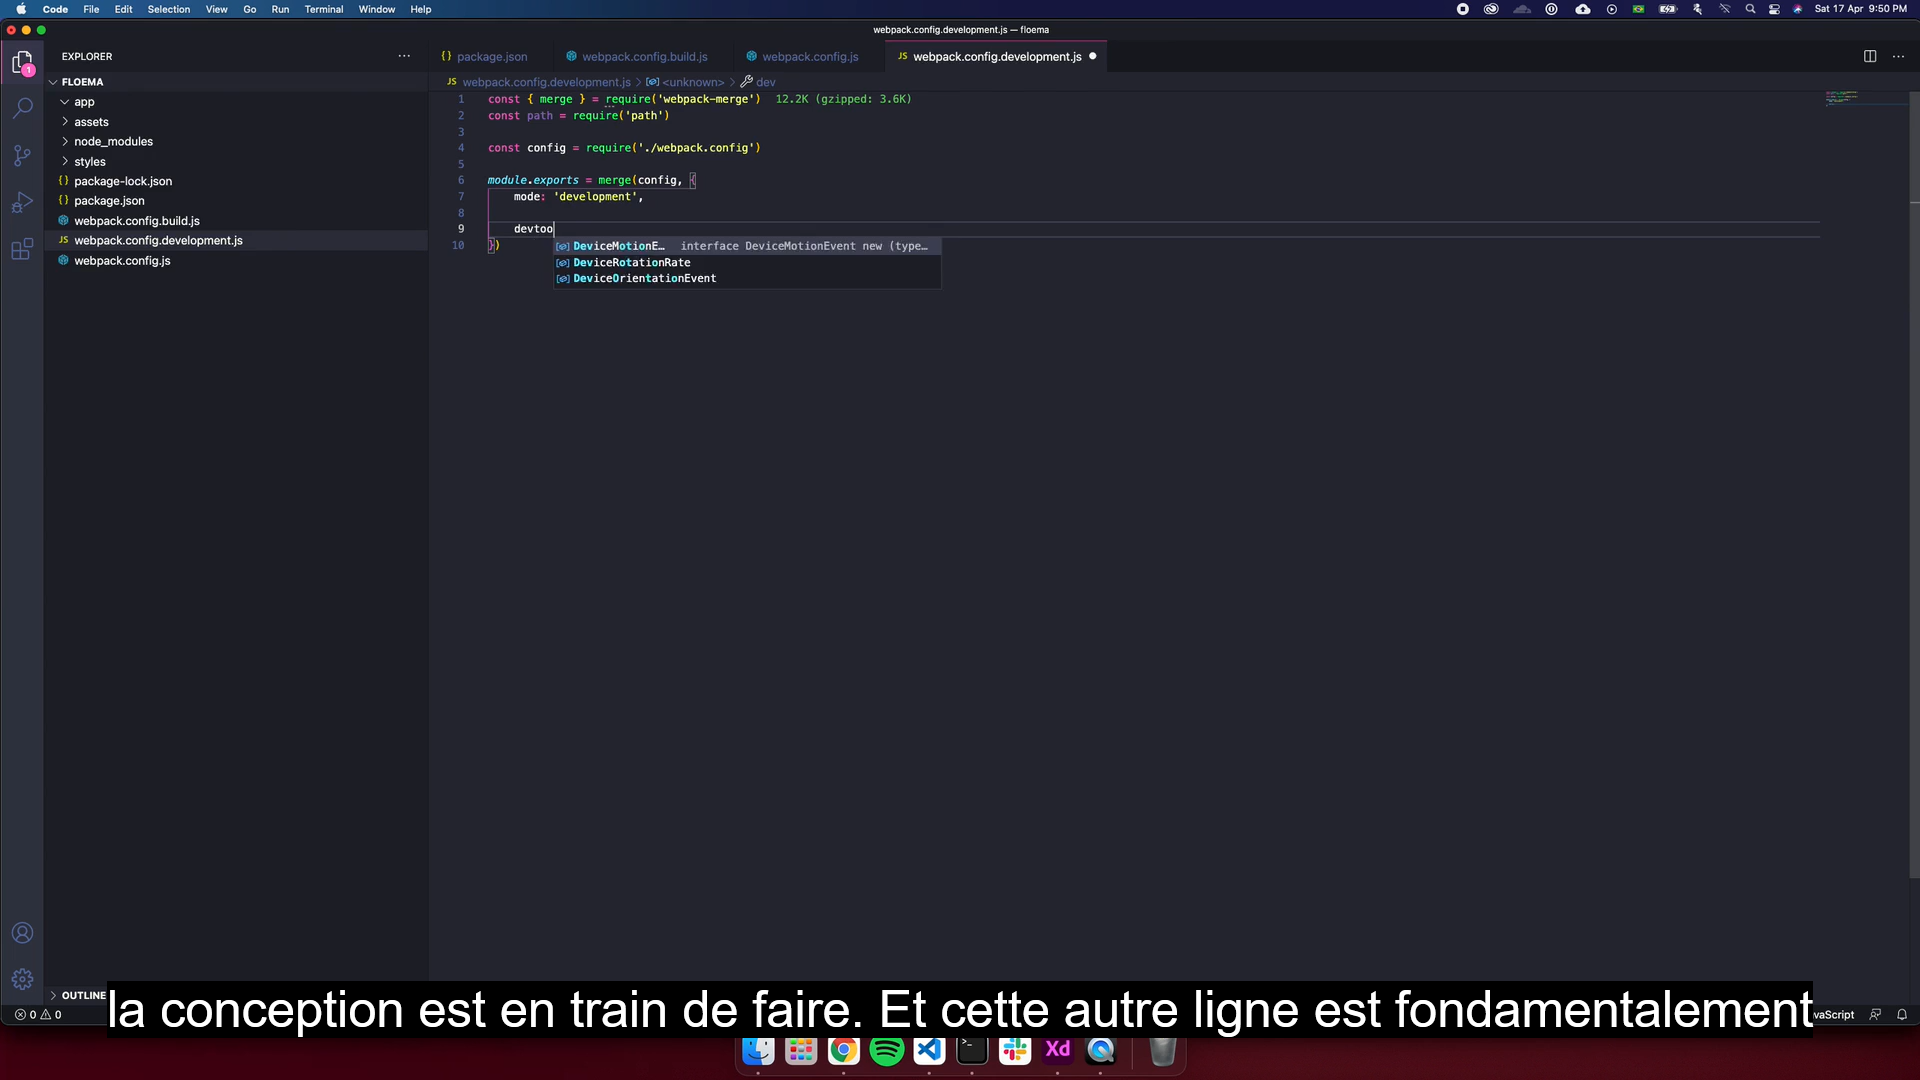 Code File Edit Selection View Go Run Terminal Window Help
Sat 17 Apr 9:50 PM
webpack.config.development.js — floema
EXPLORER
package.json
webpack.config.build.js
webpack.config.js
JS webpack.config.development.js
FLOEMA
JS webpack.config.development.js > <unknown> > dev
app
assets
node_modules
styles
{} package-lock.json
{} package.json
webpack.config.build.js
JS webpack.config.development.js
webpack.config.js
1 const { merge } = require('webpack-merge') 12.2K (gzipped: 3.6K)
2 const path = require('path')
3
4 const config = require('./webpack.config')
5
6 module.exports = merge(config, {
7 mode: 'development',
8
9 devtoo
10 })
DeviceMotionE… interface DeviceMotionEvent new (type…
DeviceRotationRate
DeviceOrientationEvent
1
OUTLINE
0 0
vaScript
la conception est en train de faire. Et cette autre ligne est fondamentalement
Xd